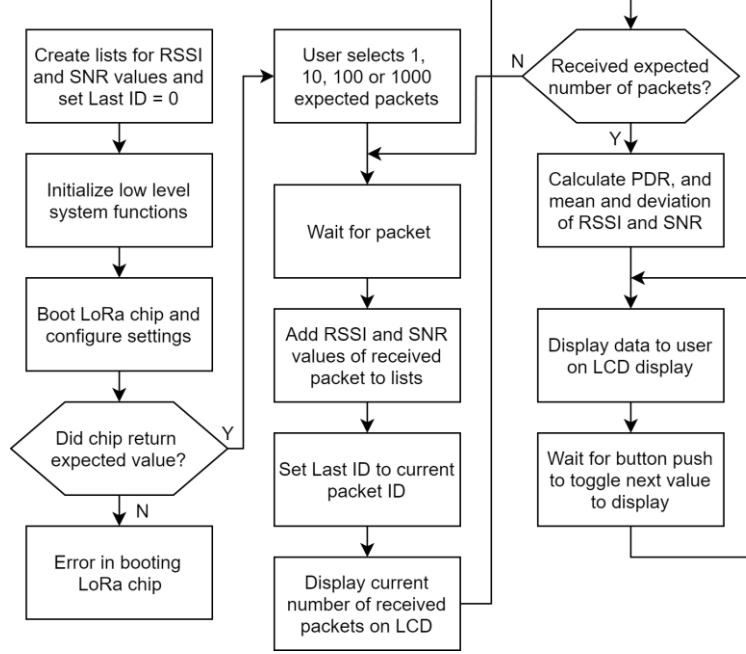 Create lists for RSSI
and SNR values and
set Last ID = 0
Initialize low level
system functions
Boot LoRa chip and
configure settings
Did chip return
expected value?
Y
N
Error in booting
LoRa chip
User selects 1,
10, 100 or 1000
expected packets
Wait for packet
Add RSSI and SNR
values of received
packet to lists
Set Last ID to current
packet ID
Display current
number of received
packets on LCD
Received expected
number of packets?
N
Y
Calculate PDR, and
mean and deviation
of RSSI and SNR
Display data to user
on LCD display
Wait for button push
to toggle next value
to display